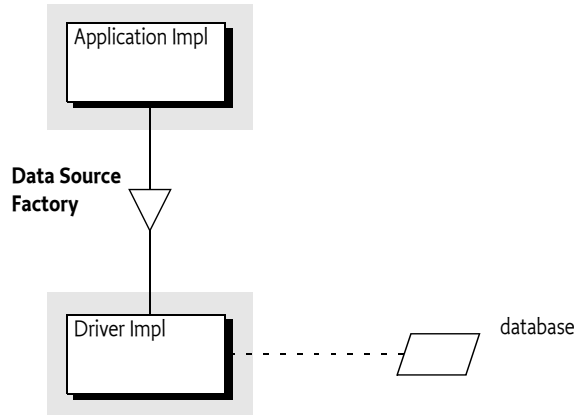 Application Impl
Data Source
Factory
Driver Impl
database